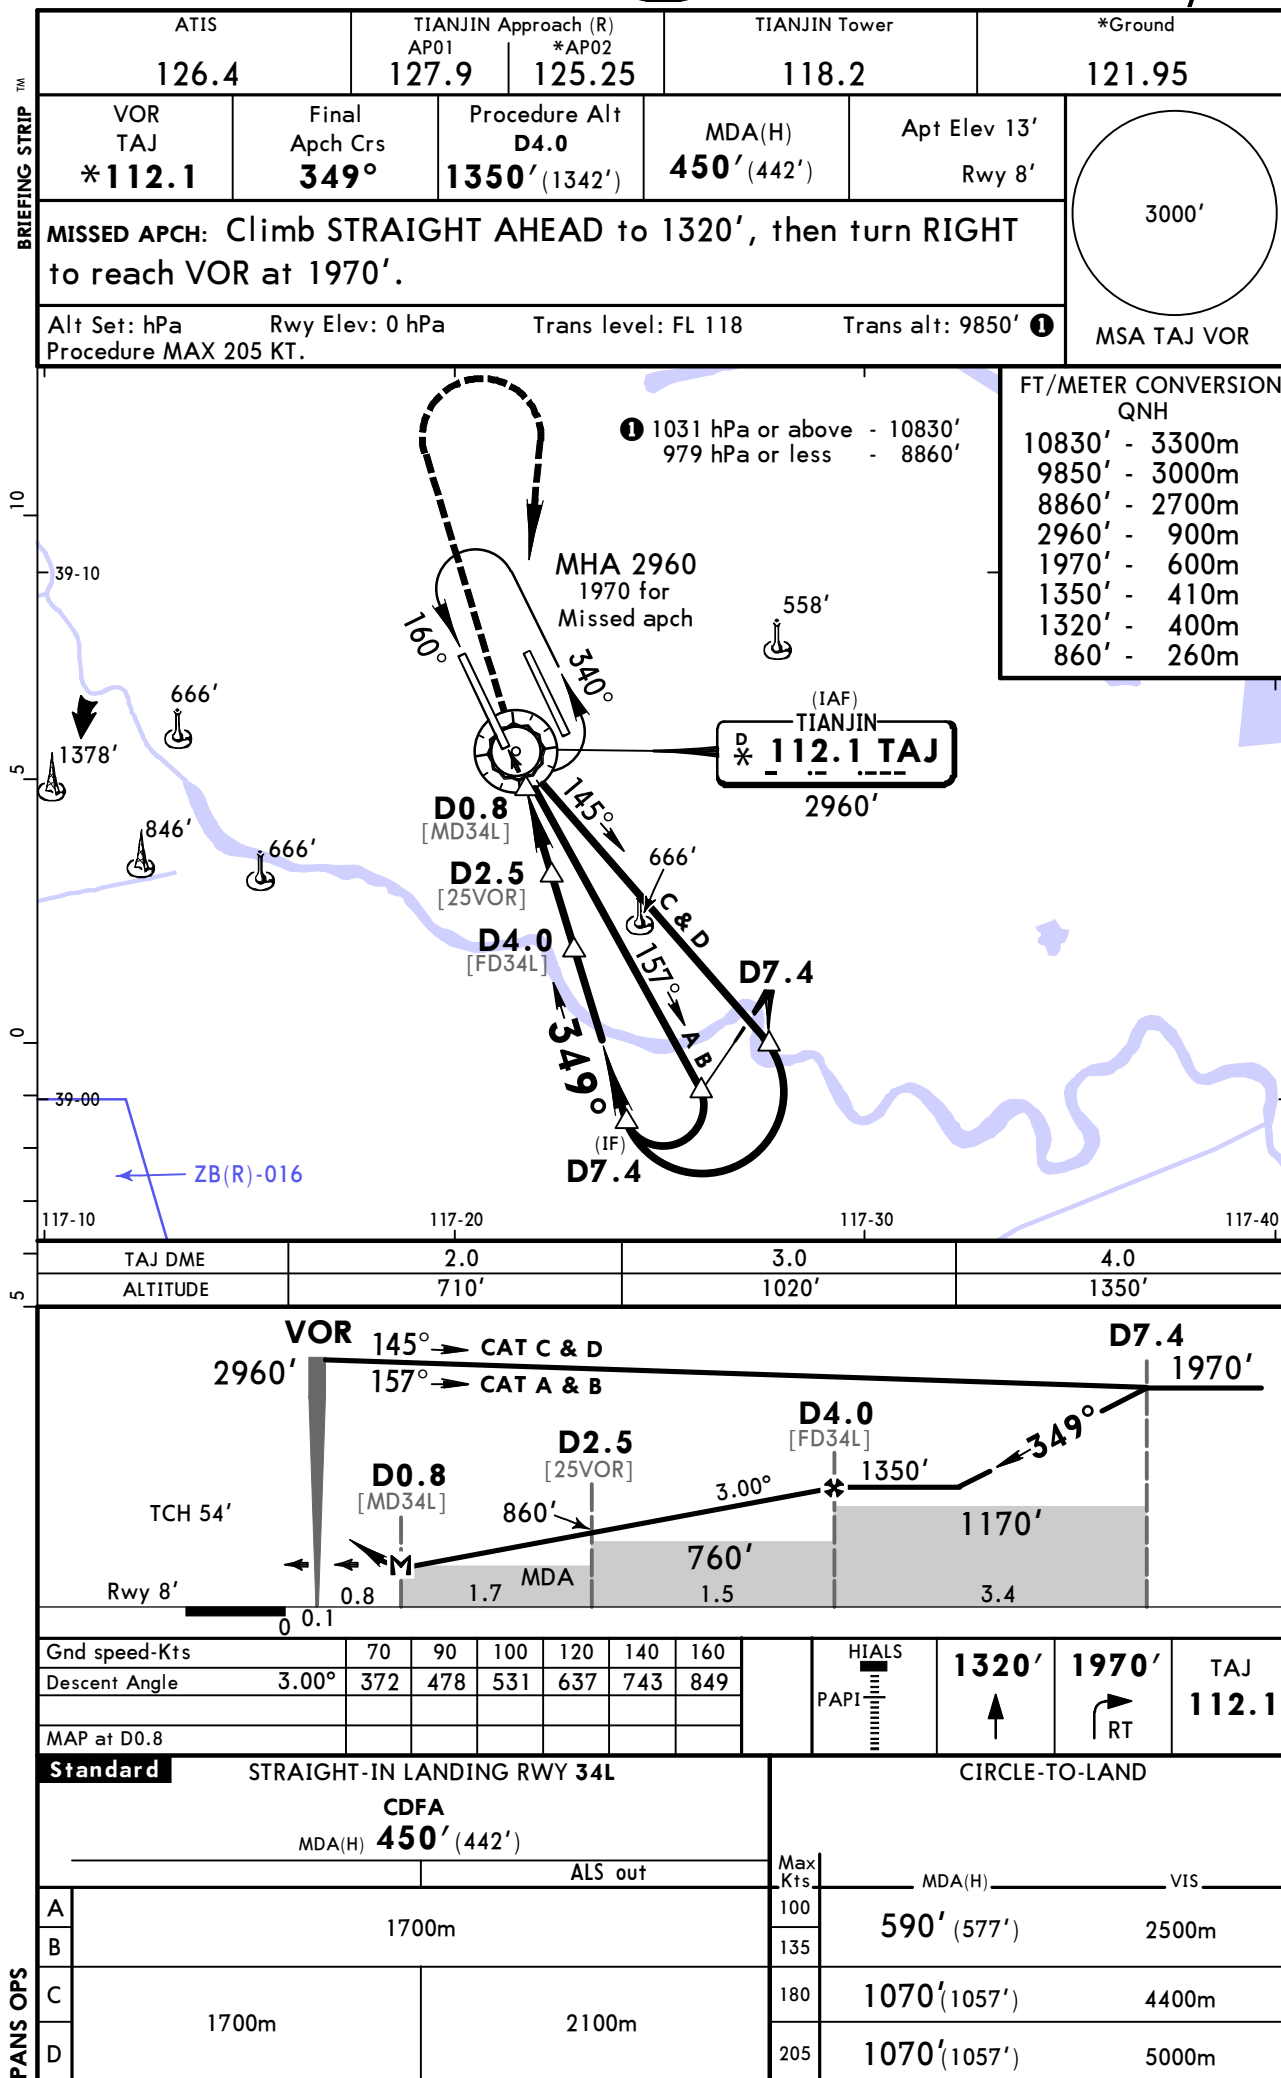 ATIS
126.4
TIANJIN Approach (R)
AP01
127.9
*AP02
125.25
TIANJIN Tower
118.2
*Ground
121.95
BRIEFING STRIP ™
VOR
TAJ
*112.1
Final
Apch Crs
349°
Procedure Alt
D4.0
1350' (1342')
MDA(H)
450' (442')
Apt Elev 13'
Rwy 8'
3000'
MSA TAJ VOR
MISSED APCH: Climb STRAIGHT AHEAD to 1320', then turn RIGHT
to reach VOR at 1970'.
Alt Set: hPa Rwy Elev: 0 hPa Trans level: FL 118 Trans alt: 9850' ❶
Procedure MAX 205 KT.
FT/METER CONVERSION
QNH
10830' - 3300m
9850' - 3000m
8860' - 2700m
2960' - 900m
1970' - 600m
1350' - 410m
1320' - 400m
860' - 260m
❶ 1031 hPa or above - 10830'
979 hPa or less - 8860'
10
39-10
MHA 2960
1970 for
Missed apch
160°
340°
558'
666'
1378'
846'
666'
5
(IAF)
TIANJIN
D
* 112.1 TAJ
2960'
145°
D0.8
[MD34L]
D2.5
[25VOR]
666'
C & D
D4.0
[FD34L]
157°
A B
D7.4
349°
0
39-00
(IF)
D7.4
ZB(R)-016
117-10
117-20
117-30
117-40
5
TAJ DME 2.0 3.0 4.0
ALTITUDE 710' 1020' 1350'
VOR
2960'
145° CAT C & D
157° CAT A & B
D7.4
1970'
D4.0
[FD34L]
349°
D2.5
[25VOR]
1350'
D0.8
[MD34L]
3.00°
TCH 54'
860'
1170'
760'
MDA
Rwy 8'
0.8
1.7
1.5
3.4
0
0.1
Gnd speed-Kts 70 90 100 120 140 160
Descent Angle 3.00° 372 478 531 637 743 849
MAP at D0.8
HIALS
PAPI
1320'
1970'
RT
TAJ
112.1
Standard
STRAIGHT-IN LANDING RWY 34L
CDFA
MDA(H) 450' (442')
ALS out
CIRCLE-TO-LAND
Max
Kts
MDA(H)
VIS
A
B
1700m
100
135
590' (577')
2500m
C
D
1700m
2100m
180
1070' (1057')
4400m
205
1070' (1057')
5000m
PANS OPS